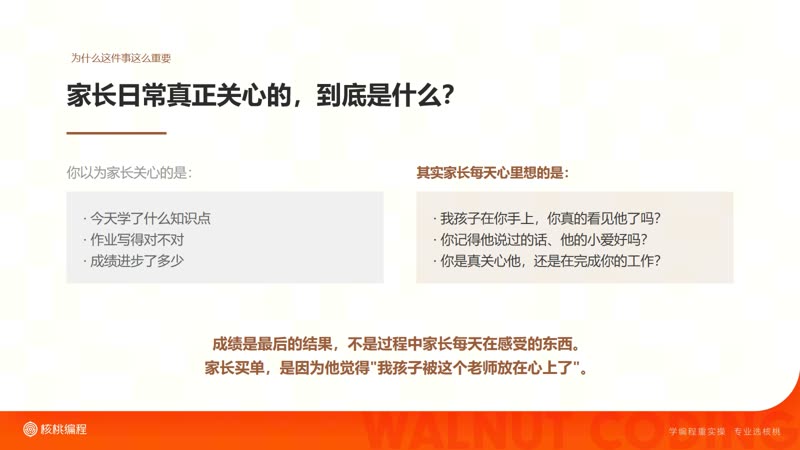 为什么这件事这么重要
家长日常真正关心的，到底是什么？
你以为家长关心的是：
· 今天学了什么知识点
· 作业写得对不对
· 成绩进步了多少
其实家长每天心里想的是：
· 我孩子在你手上，你真的看见他了吗？
· 你记得他说过的话、他的小爱好吗？
· 你是真关心他，还是在完成你的工作？
成绩是最后的结果，不是过程中家长每天在感受的东西。
家长买单，是因为他觉得"我孩子被这个老师放在心上了"。
核桃编程
WALNUT CODING
学编程重实操 专业选核桃